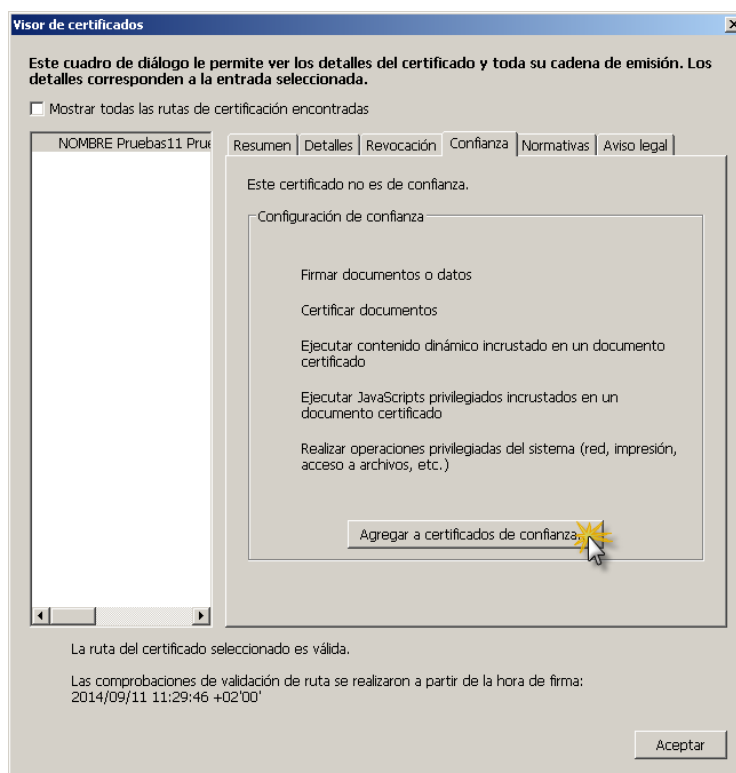 Visor de certificados
Este cuadro de diálogo le permite ver los detalles del certificado y toda su cadena de emisión. Los
detalles corresponden a la entrada seleccionada.
Mostrar todas las rutas de certificación encontradas
NOMBRE Pruebas11
Resumen Detalles Revocación Confianza Normativas Aviso legal
Este certificado no es de confianza.
Configuración de confianza
Firmar documentos o datos
Certificar documentos
Ejecutar contenido dinámico incrustado en un documento
certificado
Ejecutar JavaScripts privilegiados incrustados en un
documento certificado
Realizar operaciones privilegiadas del sistema (red, impresión,
acceso a archivos, etc.)
Agregar a certificados de confianza
La ruta del certificado seleccionado es válida.
Las comprobaciones de validación de ruta se realizaron a partir de la hora de firma:
2014/09/11 11:29:46 +02'00'
Aceptar